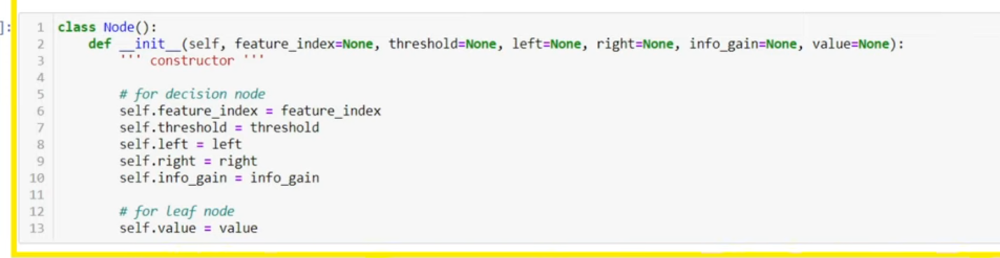 ]:
1 class Node():
2     def __init__(self, feature_index=None, threshold=None, left=None, right=None, info_gain=None, value=None):
3         ''' constructor '''
4
5         # for decision node
6         self.feature_index = feature_index
7         self.threshold = threshold
8         self.left = left
9         self.right = right
10         self.info_gain = info_gain
11
12         # for leaf node
13         self.value = value